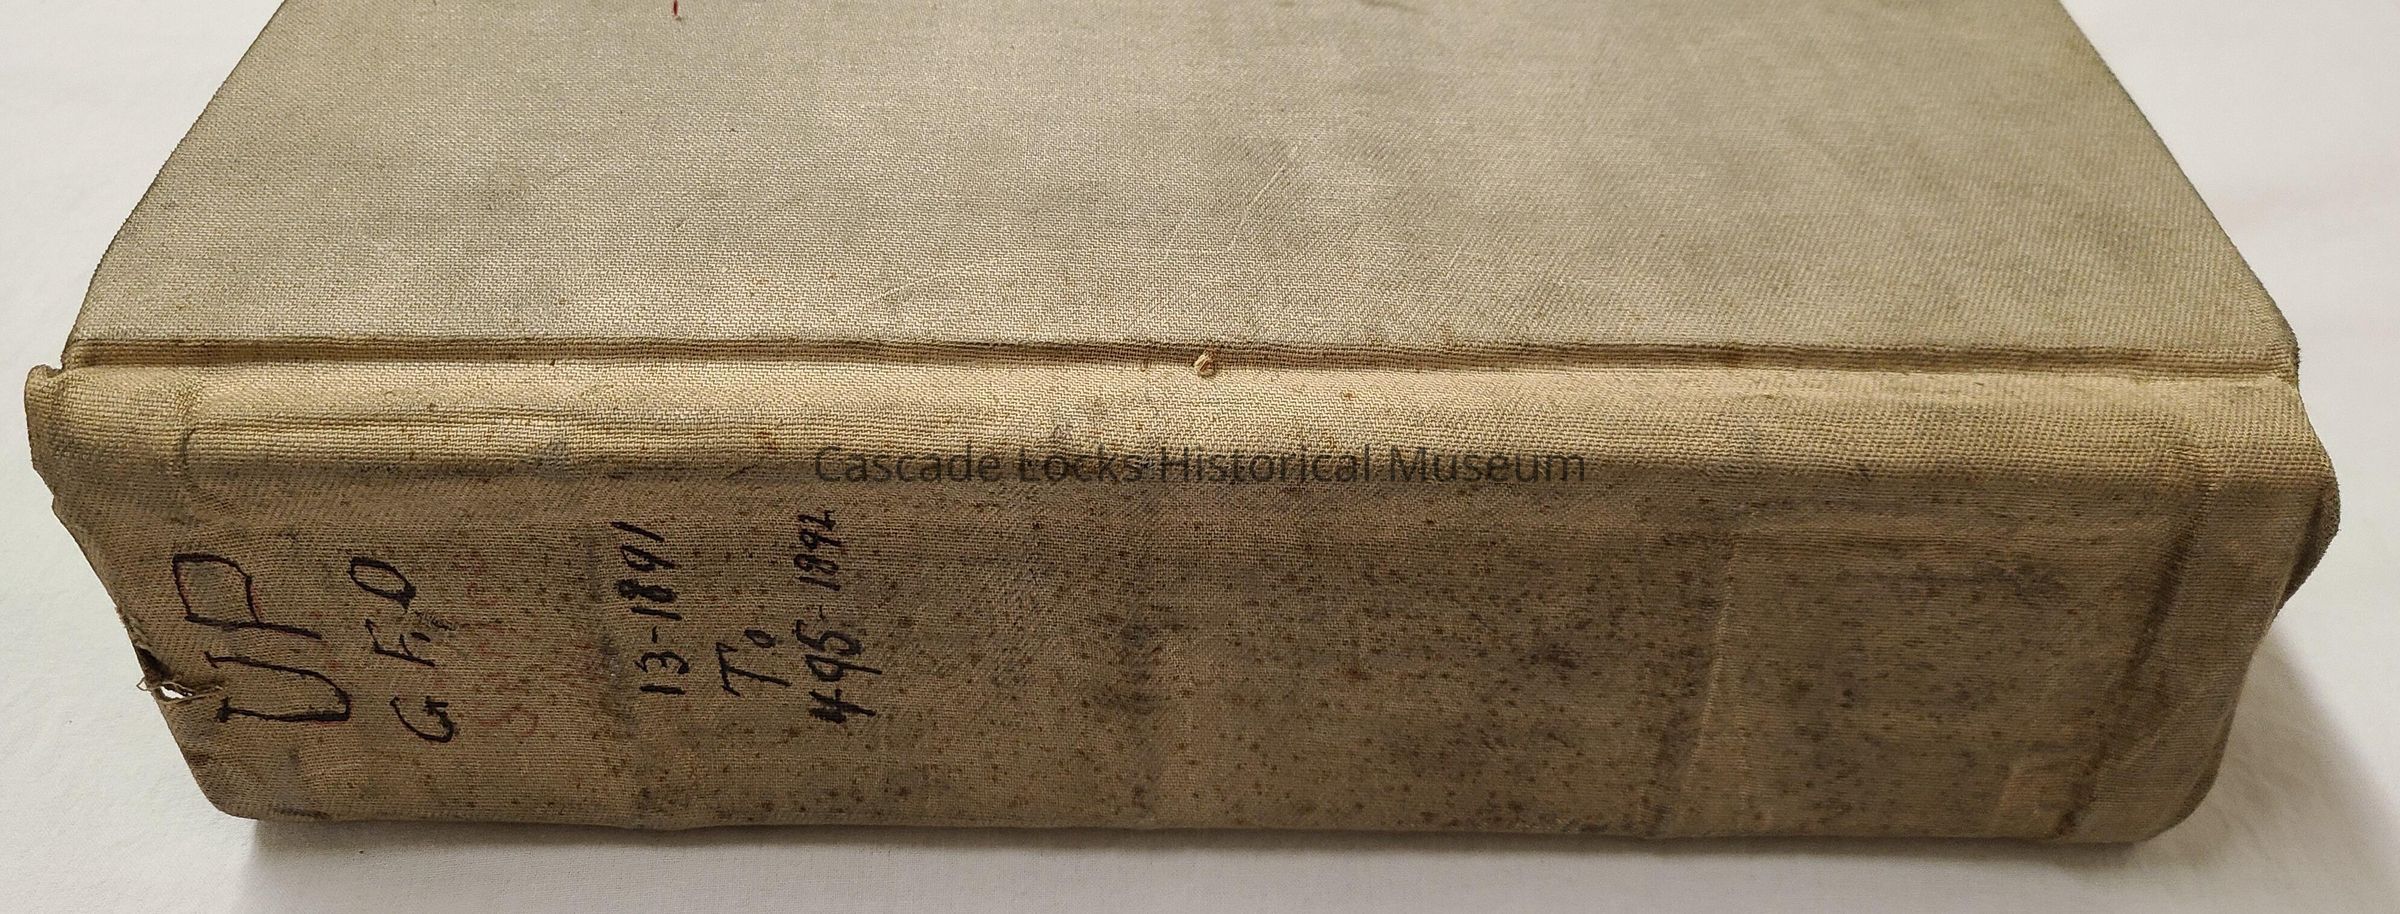 UP
G.F.O
13-1891
To
495-1892
Cascade Locks Historical Museum